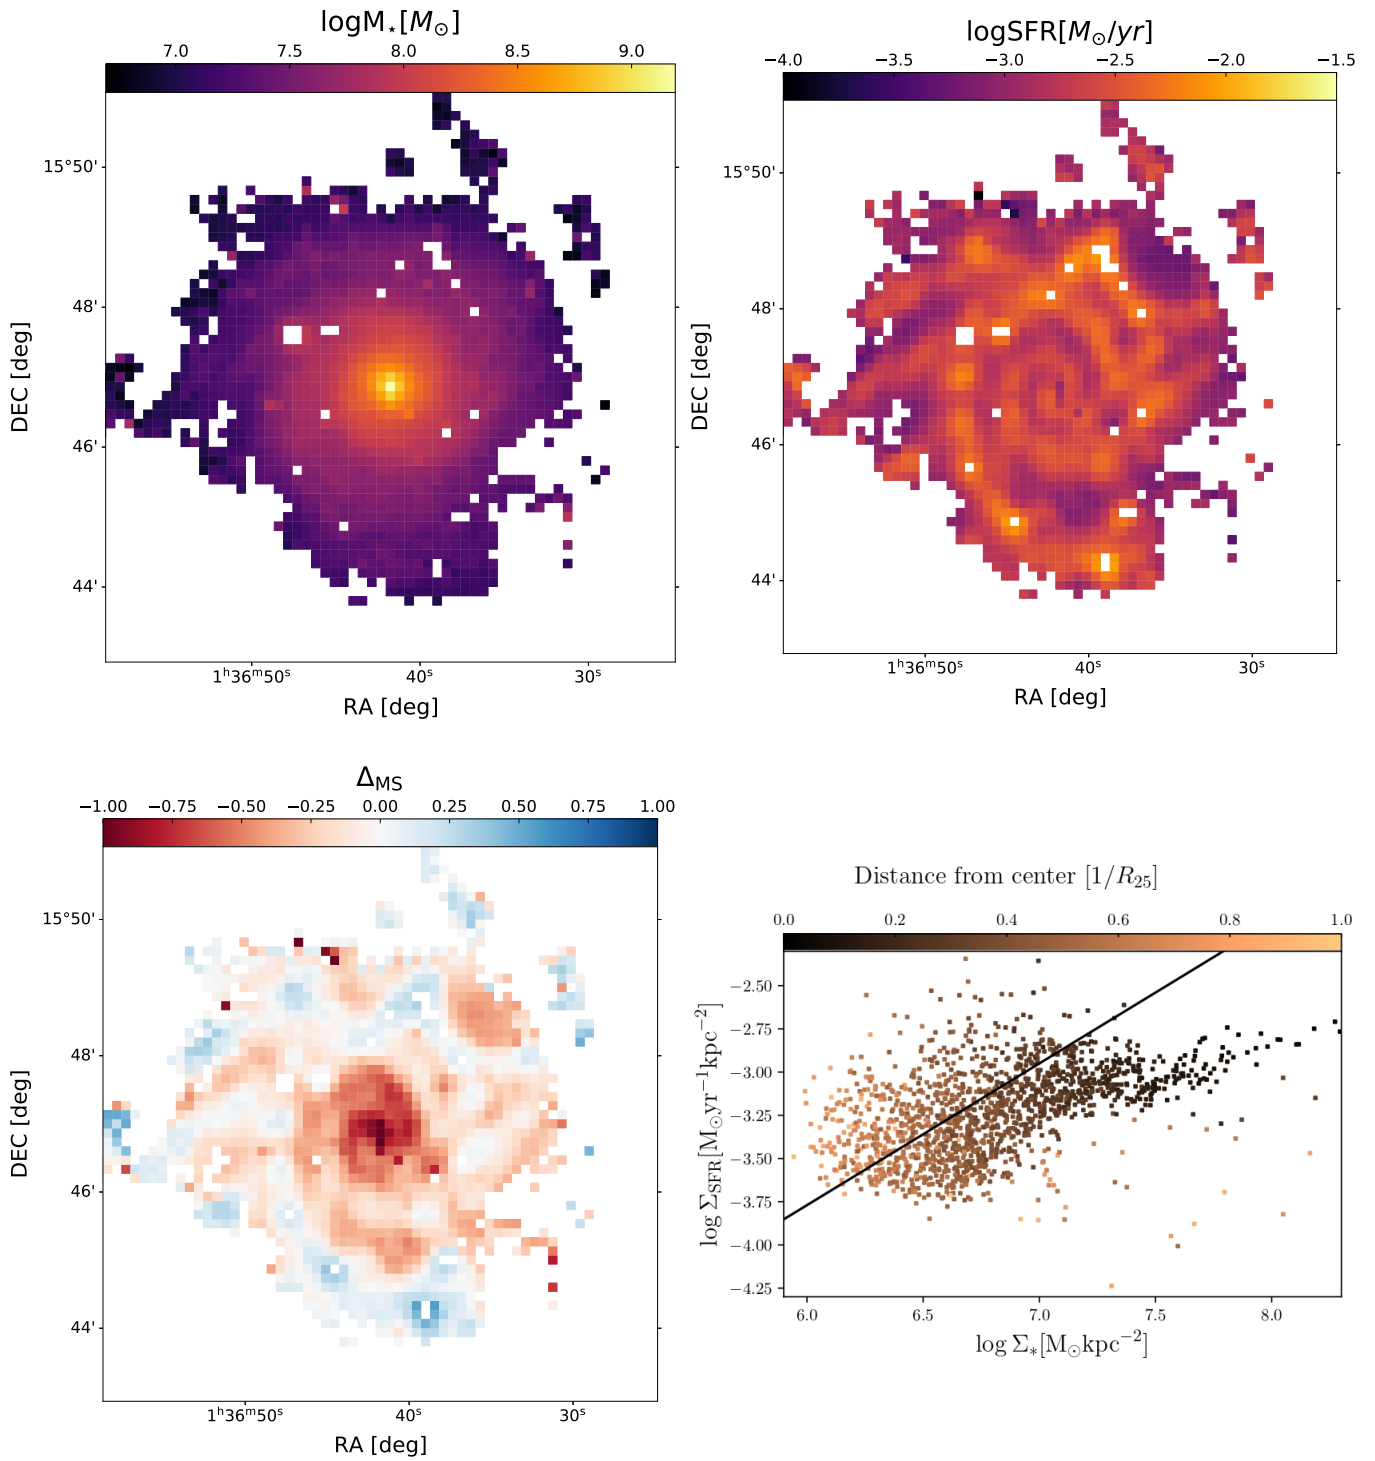 logM⋆[M⊙]
7.0 7.5 8.0 8.5 9.0
15°50'
48'
46'
44'
DEC [deg]
1ʰ36ᵐ50ˢ 40ˢ 30ˢ
RA [deg]
logSFR[M⊙/yr]
−4.0 −3.5 −3.0 −2.5 −2.0 −1.5
15°50'
48'
46'
44'
DEC [deg]
1ʰ36ᵐ50ˢ 40ˢ 30ˢ
RA [deg]
Δ_MS
−1.00 −0.75 −0.50 −0.25 0.00 0.25 0.50 0.75 1.00
15°50'
48'
46'
44'
DEC [deg]
1ʰ36ᵐ50ˢ 40ˢ 30ˢ
RA [deg]
Distance from center [1/R₂₅]
0.0 0.2 0.4 0.6 0.8 1.0
−2.50
−2.75
−3.00
−3.25
−3.50
−3.75
−4.00
−4.25
log Σ_SFR[M⊙yr⁻¹kpc⁻²]
6.0 6.5 7.0 7.5 8.0
log Σ∗[M⊙kpc⁻²]